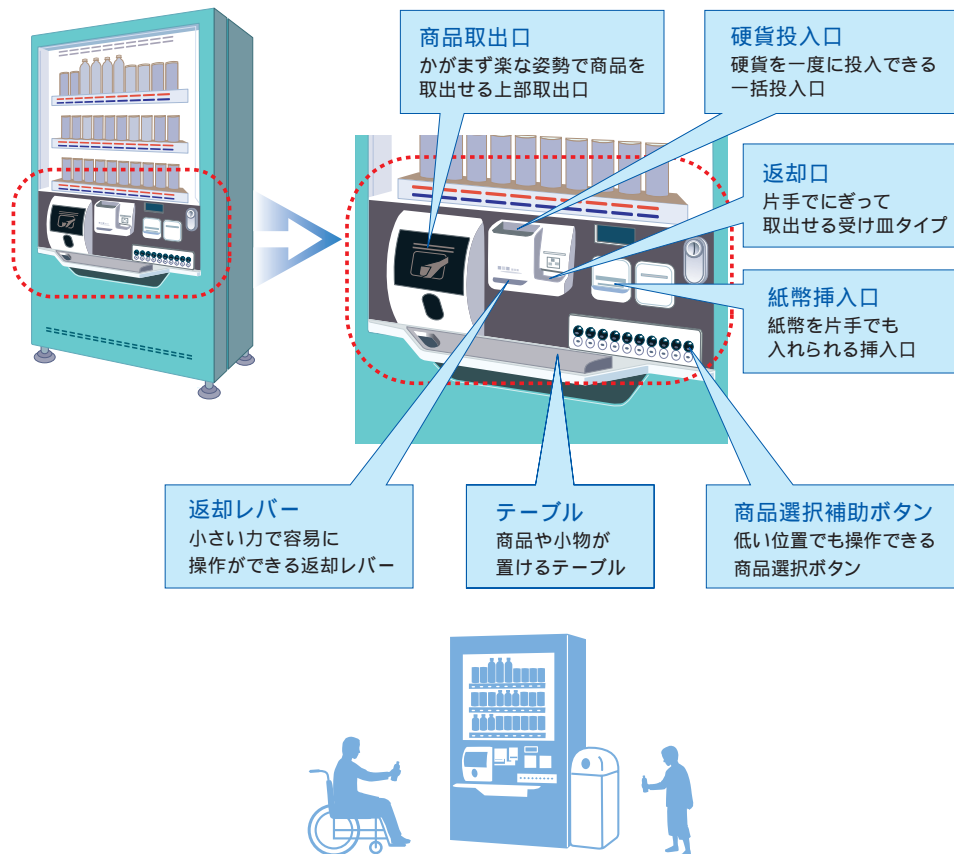 商品取出口
かがまず楽な姿勢で商品を
取出せる上部取出口
硬貨投入口
硬貨を一度に投入できる
一括投入口
返却口
片手でにぎって
取出せる受け皿タイプ
紙幣挿入口
紙幣を片手でも
入れられる挿入口
返却レバー
小さい力で容易に
操作ができる返却レバー
テーブル
商品や小物が
置けるテーブル
商品選択補助ボタン
低い位置でも操作できる
商品選択ボタン